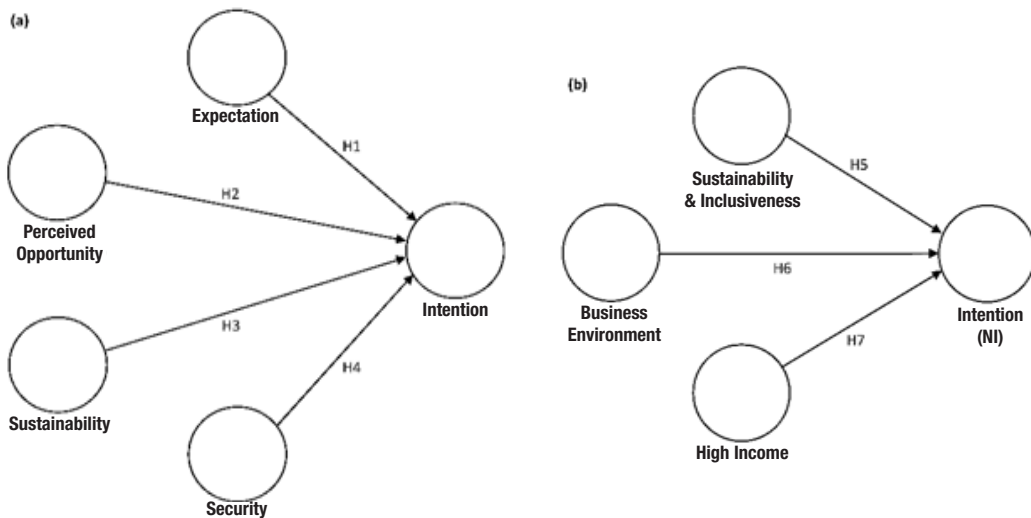 (a)
Expectation
H1
Perceived
Opportunity
H2
Intention
Sustainability
H3
H4
Security
(b)
Sustainability
& Inclusiveness
H5
Business
Environment
H6
Intention
(NI)
High Income
H7